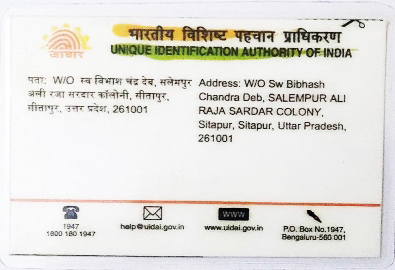 भारतीय विशिष्ट पहचान प्राधिकरण
UNIQUE IDENTIFICATION AUTHORITY OF INDIA
आधार
पता: W/O स्व विभाश चंद्र देब, सलेमपुर
अली रजा सरदार कॉलोनी, सीतापुर,
सीतापुर, उत्तर प्रदेश, 261001
Address: W/O Sw Bibhash
Chandra Deb, SALEMPUR ALI
RAJA SARDAR COLONY,
Sitapur, Sitapur, Uttar Pradesh,
261001
1947
1800 180 1947
help@uidai.gov.in
www
www.uidai.gov.in
P.O. Box No.1947,
Bengaluru-560 001